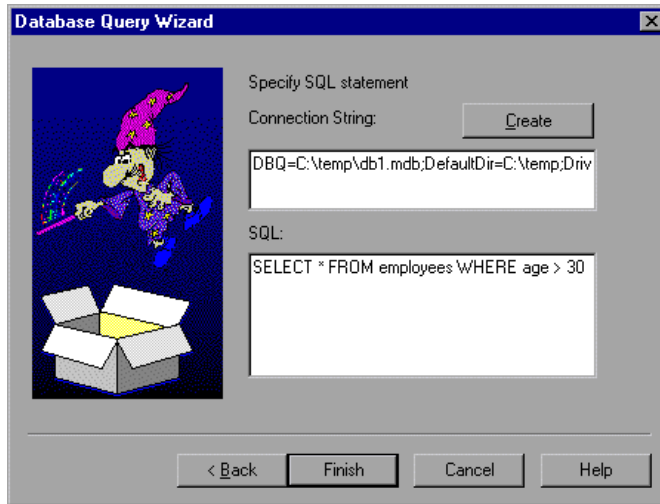 Database Query Wizard
Specify SQL statement
Connection String:
Create
DBQ=C:\temp\db1.mdb;DefaultDir=C:\temp;Driv
SQL:
SELECT * FROM employees WHERE age > 30
< Back
Finish
Cancel
Help